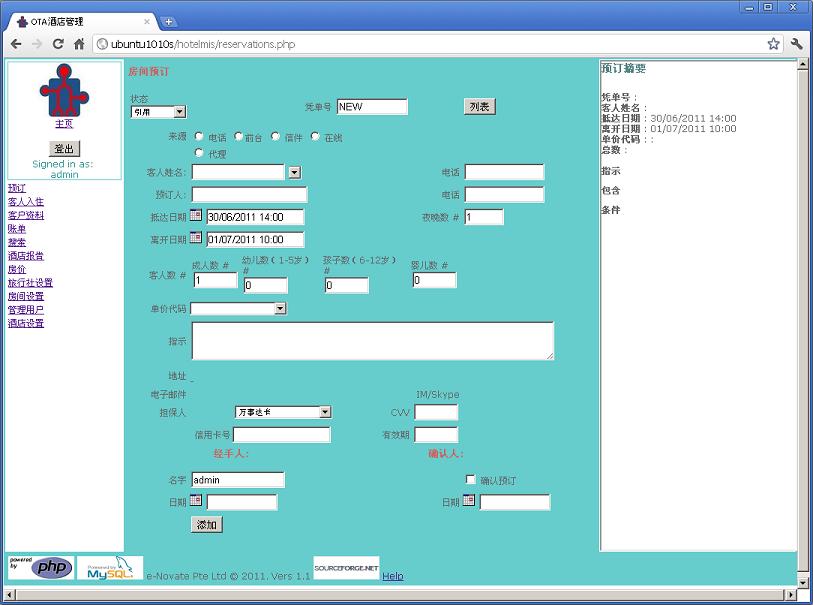 OTA酒店管理
ubuntu1010s/hotelmis/reservations.php
主页
登出
Signed in as:
admin
预订
客人入住
客户资料
账单
搜索
酒店报告
房价
旅行社设置
房间设置
管理用户
酒店设置
房间预订
状态
引用
凭单号 NEW
列表
来源 电话 前台 信件 在线
代理
客人姓名: 电话
预订人: 电话
抵达日期 30/06/2011 14:00 夜晚数 # 1
离开日期 01/07/2011 10:00
客人数 # 成人数 # 幼儿数 ( 1-5岁 ) # 孩子数 ( 6-12岁 ) # 婴儿数 #
1 0 0 0
单价代码
指示
地址
电子邮件 IM/Skype
担保人 万事达卡 CVV
信用卡号 有效期
经手人: 确认人:
名字 admin 确认预订
日期 日期
添加
预订摘要
凭单号 :
客人姓名 :
抵达日期 : 30/06/2011 14:00
离开日期 : 01/07/2011 10:00
单价代码 : :
总数 :
指示
包含
条件
powered by php
Powered by MySQL
e-Novate Pte Ltd © 2011. Vers 1.1
SOURCEFORGE.NET
Help